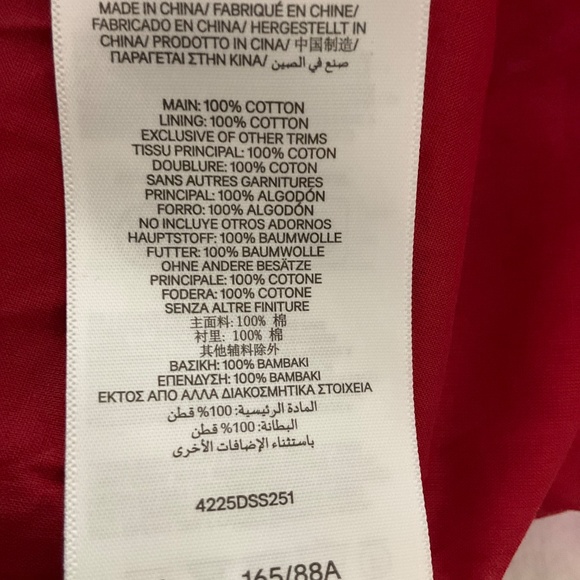 MADE IN CHINA/ FABRIQUÉ EN CHINE/
FABRICADO EN CHINA/ HERGESTELLT IN
CHINA/ PRODOTTO IN CINA/ 中国制造/
ΠΑΡΑΓΕΤΑΙ ΣΤΗΝ ΚΙΝΑ/ صنع في الصين/
MAIN: 100% COTTON
LINING: 100% COTTON
EXCLUSIVE OF OTHER TRIMS
TISSU PRINCIPAL: 100% COTON
DOUBLURE: 100% COTON
SANS AUTRES GARNITURES
PRINCIPAL: 100% ALGODÓN
FORRO: 100% ALGODÓN
NO INCLUYE OTROS ADORNOS
HAUPTSTOFF: 100% BAUMWOLLE
FUTTER: 100% BAUMWOLLE
OHNE ANDERE BESÄTZE
PRINCIPALE: 100% COTONE
FODERA: 100% COTONE
SENZA ALTRE FINITURE
主面料: 100% 棉
衬里: 100% 棉
其他辅料除外
ΒΑΣΙΚΗ: 100% ΒΑΜΒΑΚΙ
ΕΠΕΝΔΥΣΗ: 100% ΒΑΜΒΑΚΙ
ΕΚΤΟΣ ΑΠΟ ΑΛΛΑ ΔΙΑΚΟΣΜΗΤΙΚΑ ΣΤΟΙΧΕΙΑ
المادة الرئيسية: 100% قطن
البطانة: 100% قطن
باستثناء الإضافات الأخرى
4225DSS251
165/88A